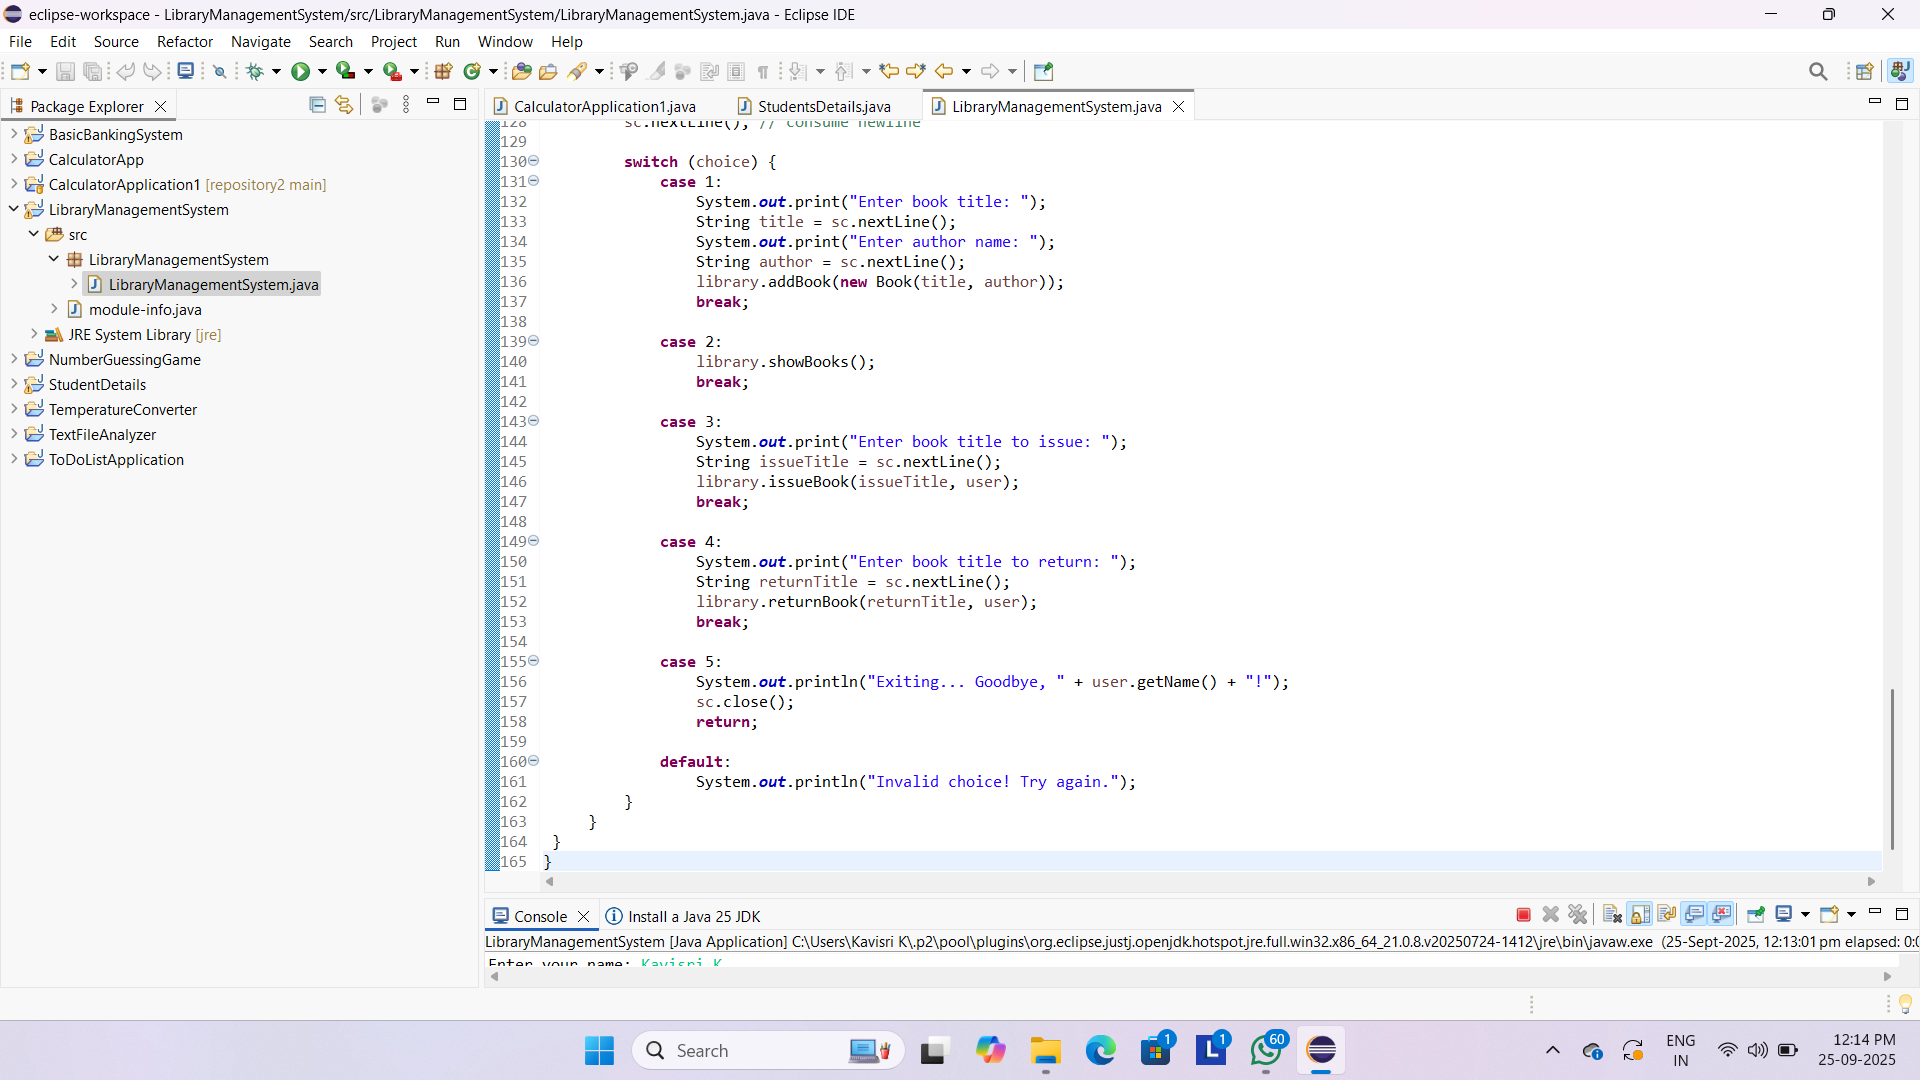 eclipse-workspace - LibraryManagementSystem/src/LibraryManagementSystem/LibraryManagementSystem.java - Eclipse IDE
File Edit Source Refactor Navigate Search Project Run Window Help
Package Explorer
BasicBankingSystem
CalculatorApp
CalculatorApplication1 [repository2 main]
LibraryManagementSystem
src
LibraryManagementSystem
LibraryManagementSystem.java
module-info.java
JRE System Library [jre]
NumberGuessingGame
StudentDetails
TemperatureConverter
TextFileAnalyzer
ToDoListApplication
CalculatorApplication1.java StudentsDetails.java LibraryManagementSystem.java
128 sc.nextLine(); // consume newline
129
130 switch (choice) {
131 case 1:
132 System.out.print("Enter book title: ");
133 String title = sc.nextLine();
134 System.out.print("Enter author name: ");
135 String author = sc.nextLine();
136 library.addBook(new Book(title, author));
137 break;
138
139 case 2:
140 library.showBooks();
141 break;
142
143 case 3:
144 System.out.print("Enter book title to issue: ");
145 String issueTitle = sc.nextLine();
146 library.issueBook(issueTitle, user);
147 break;
148
149 case 4:
150 System.out.print("Enter book title to return: ");
151 String returnTitle = sc.nextLine();
152 library.returnBook(returnTitle, user);
153 break;
154
155 case 5:
156 System.out.println("Exiting... Goodbye, " + user.getName() + "!");
157 sc.close();
158 return;
159
160 default:
161 System.out.println("Invalid choice! Try again.");
162 }
163 }
164 }
165 }
Console Install a Java 25 JDK
LibraryManagementSystem [Java Application] C:\Users\Kavisri K\.p2\pool\plugins\org.eclipse.justj.openjdk.hotspot.jre.full.win32.x86_64_21.0.8.v20250724-1412\jre\bin\javaw.exe (25-Sept-2025, 12:13:01 pm elapsed: 0:0
Enter your name: Kavisri K
Search
1
1
60
ENG
IN
12:14 PM
25-09-2025